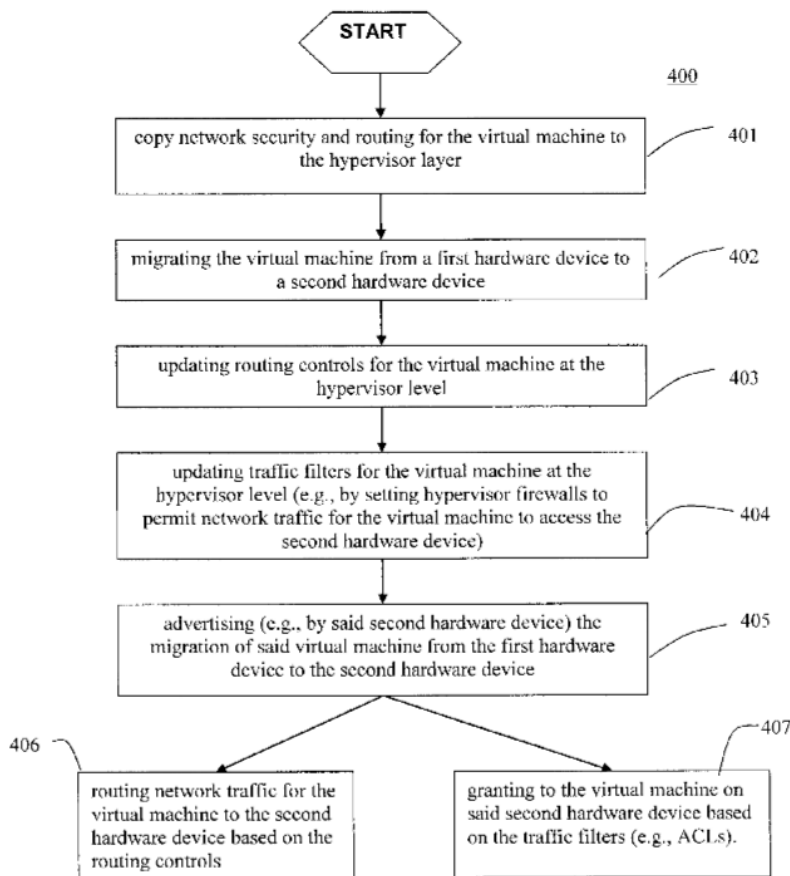 START
400
copy network security and routing for the virtual machine to
the hypervisor layer
401
migrating the virtual machine from a first hardware device to
a second hardware device
402
updating routing controls for the virtual machine at the
hypervisor level
403
updating traffic filters for the virtual machine at the
hypervisor level (e.g., by setting hypervisor firewalls to
permit network traffic for the virtual machine to access the
second hardware device)
404
advertising (e.g., by said second hardware device) the
migration of said virtual machine from the first hardware
device to the second hardware device
405
406
routing network traffic for the
virtual machine to the second
hardware device based on the
routing controls
407
granting to the virtual machine on
said second hardware device based
on the traffic filters (e.g., ACLs).